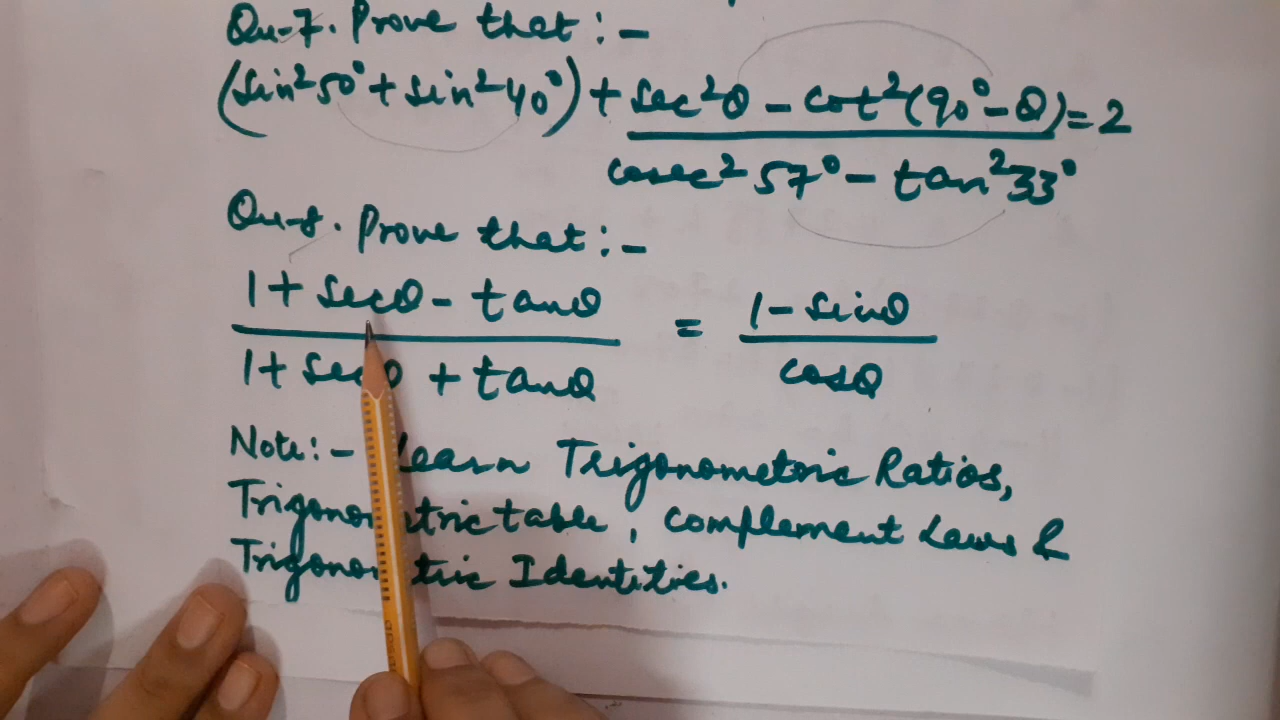 Qu-7. Prove that :-
(sin²50° + sin²40°) + sec²θ - cot²(90°-θ) = 2
cosec²57° - tan²33°
Qu-8. Prove that :-
1 + secθ - tanθ = 1 - sinθ
1 + secθ + tanθ cosθ
Note:- Learn Trigonometric Ratios,
Trigonometric table, complement Laws &
Trigonometric Identities.